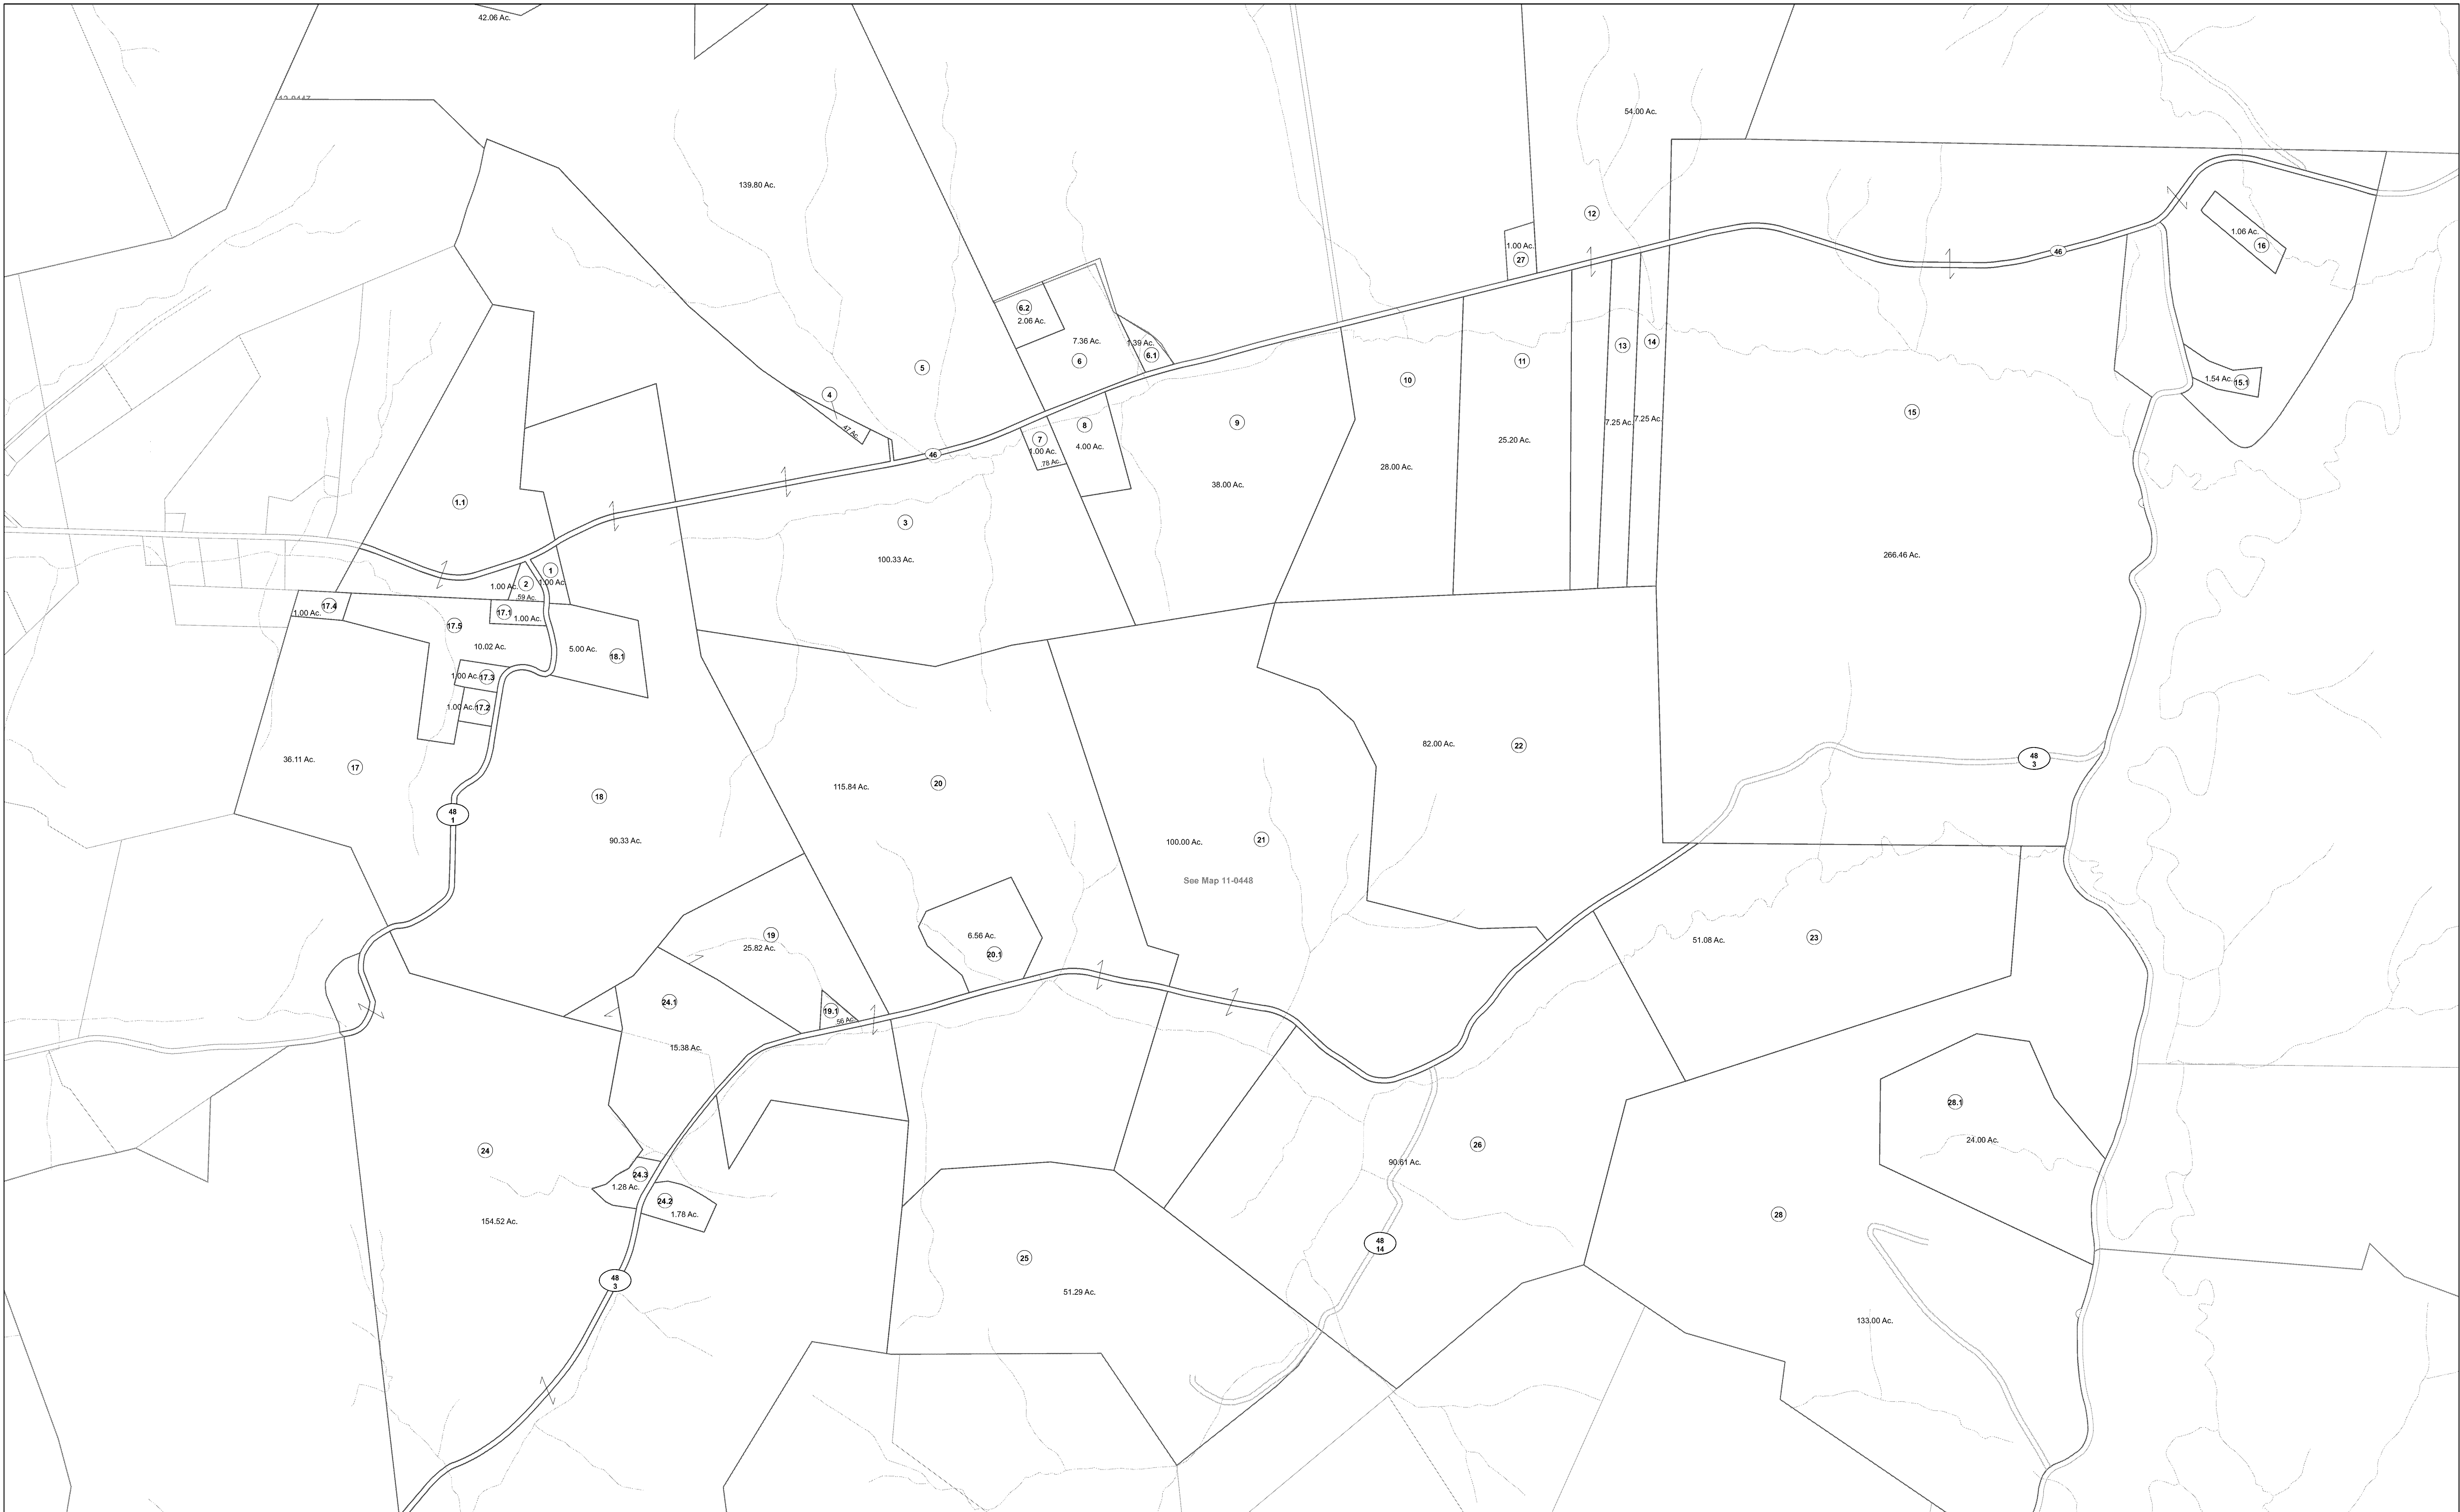 42.06 Ac.
12-0447
54.00 Ac.
139.80 Ac.
12
1.06 Ac.
16
1.00 Ac.
27
46
6.2
2.06 Ac.
7.36 Ac.
6
1.39 Ac.
6.1
13
14
11
5
4
.47 Ac.
10
15.1
1.54 Ac.
15
9
8
4.00 Ac.
7
1.00 Ac.
.78 Ac.
46
7.25 Ac.
7.25 Ac.
25.20 Ac.
28.00 Ac.
38.00 Ac.
1.1
3
100.33 Ac.
266.46 Ac.
1
1.00 Ac.
2
1.00 Ac.
.59 Ac.
17.4
1.00 Ac.
17.1
1.00 Ac.
17.5
10.02 Ac.
5.00 Ac.
18.1
1.00 Ac.
17.3
1.00 Ac.
17.2
36.11 Ac.
17
82.00 Ac.
22
48
3
115.84 Ac.
20
18
48
1
90.33 Ac.
100.00 Ac.
21
See Map 11-0448
19
25.82 Ac.
6.56 Ac.
20.1
51.08 Ac.
23
24.1
19.1
.56 Ac.
15.38 Ac.
28.1
24.00 Ac.
24
26
90.61 Ac.
24.3
1.28 Ac.
24.2
1.78 Ac.
154.52 Ac.
28
48
14
25
51.29 Ac.
48
3
133.00 Ac.